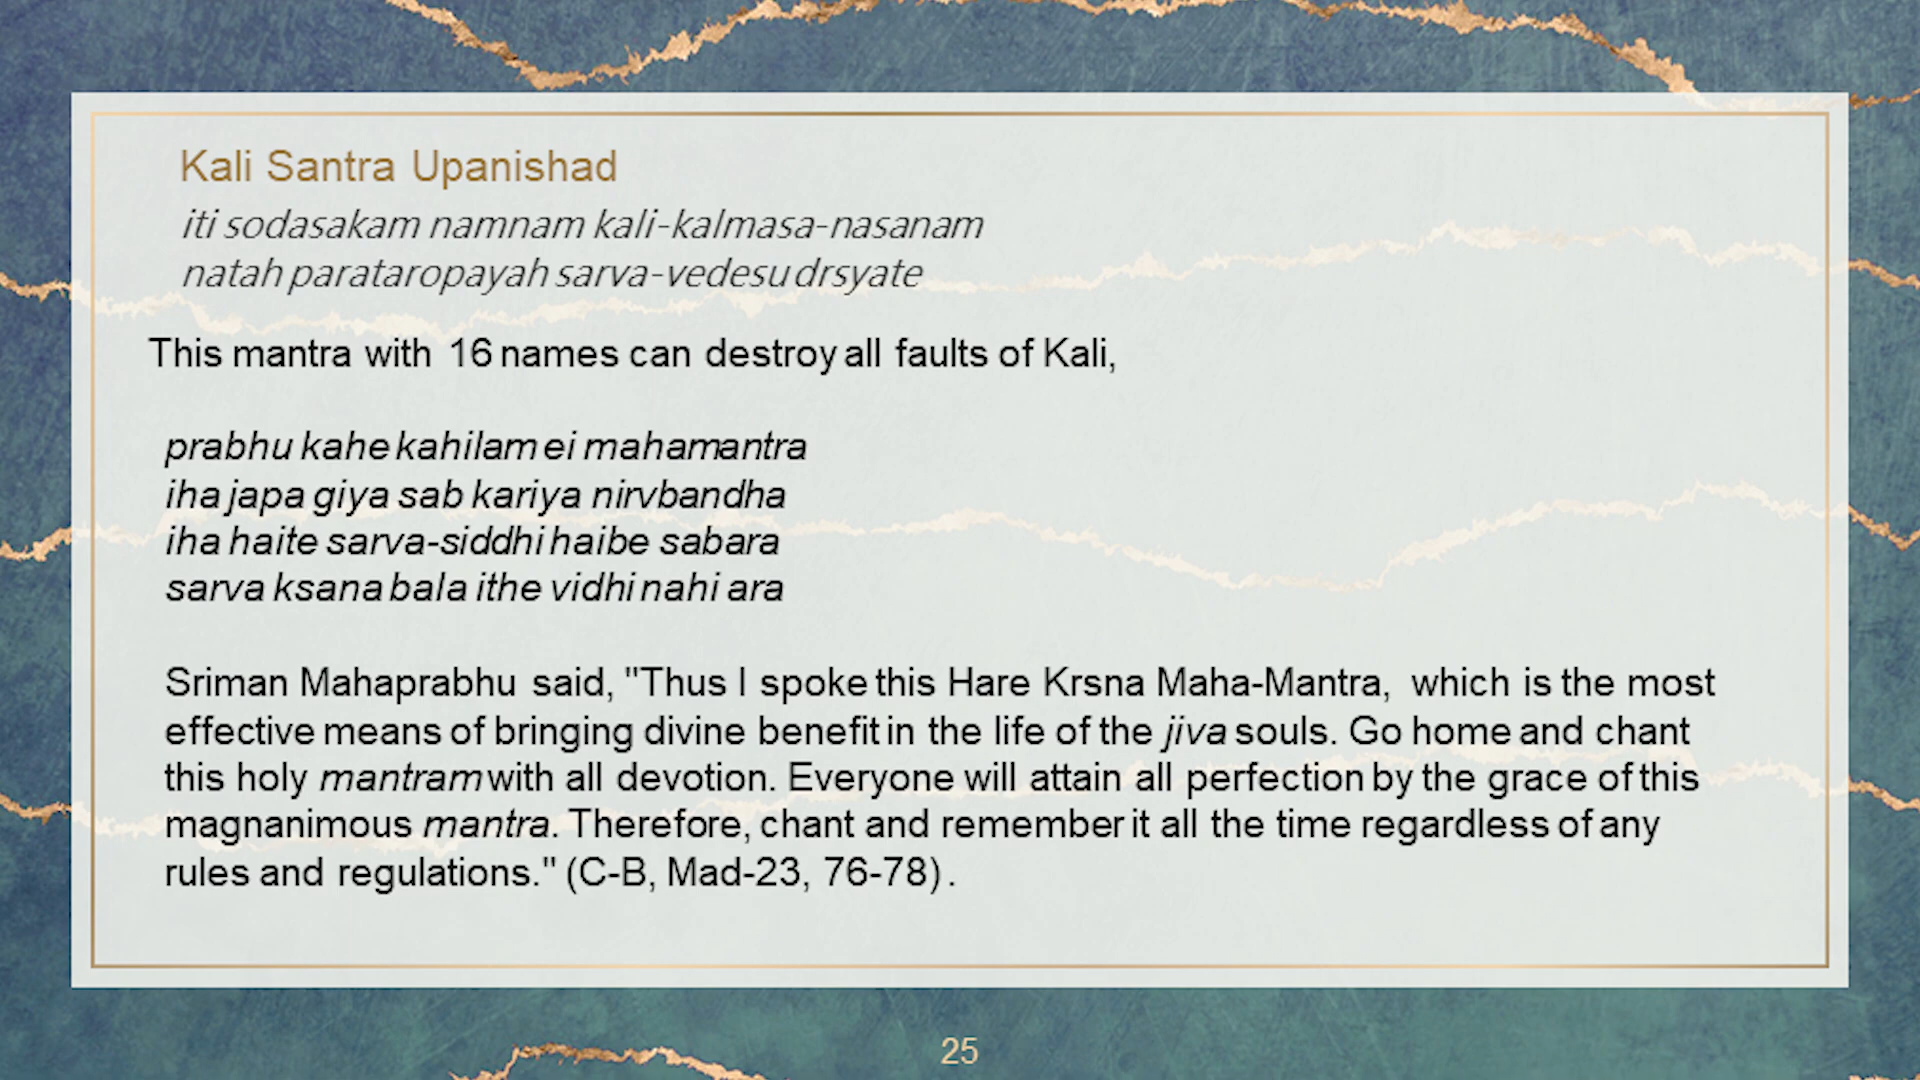 Kali Santra Upanishad
iti sodasakam namnam kali-kalmasa-nasanam
natah parataropayah sarva-vedesu drsyate
This mantra with 16 names can destroy all faults of Kali,
prabhu kahe kahilam ei mahamantra
iha japa giya sab kariya nirvbandha
iha haite sarva-siddhi haibe sabara
sarva ksana bala ithe vidhi nahi ara
Sriman Mahaprabhu said, "Thus I spoke this Hare Krsna Maha-Mantra, which is the most
effective means of bringing divine benefit in the life of the jiva souls. Go home and chant
this holy mantram with all devotion. Everyone will attain all perfection by the grace of this
magnanimous mantra. Therefore, chant and remember it all the time regardless of any
rules and regulations." (C-B, Mad-23, 76-78).
25